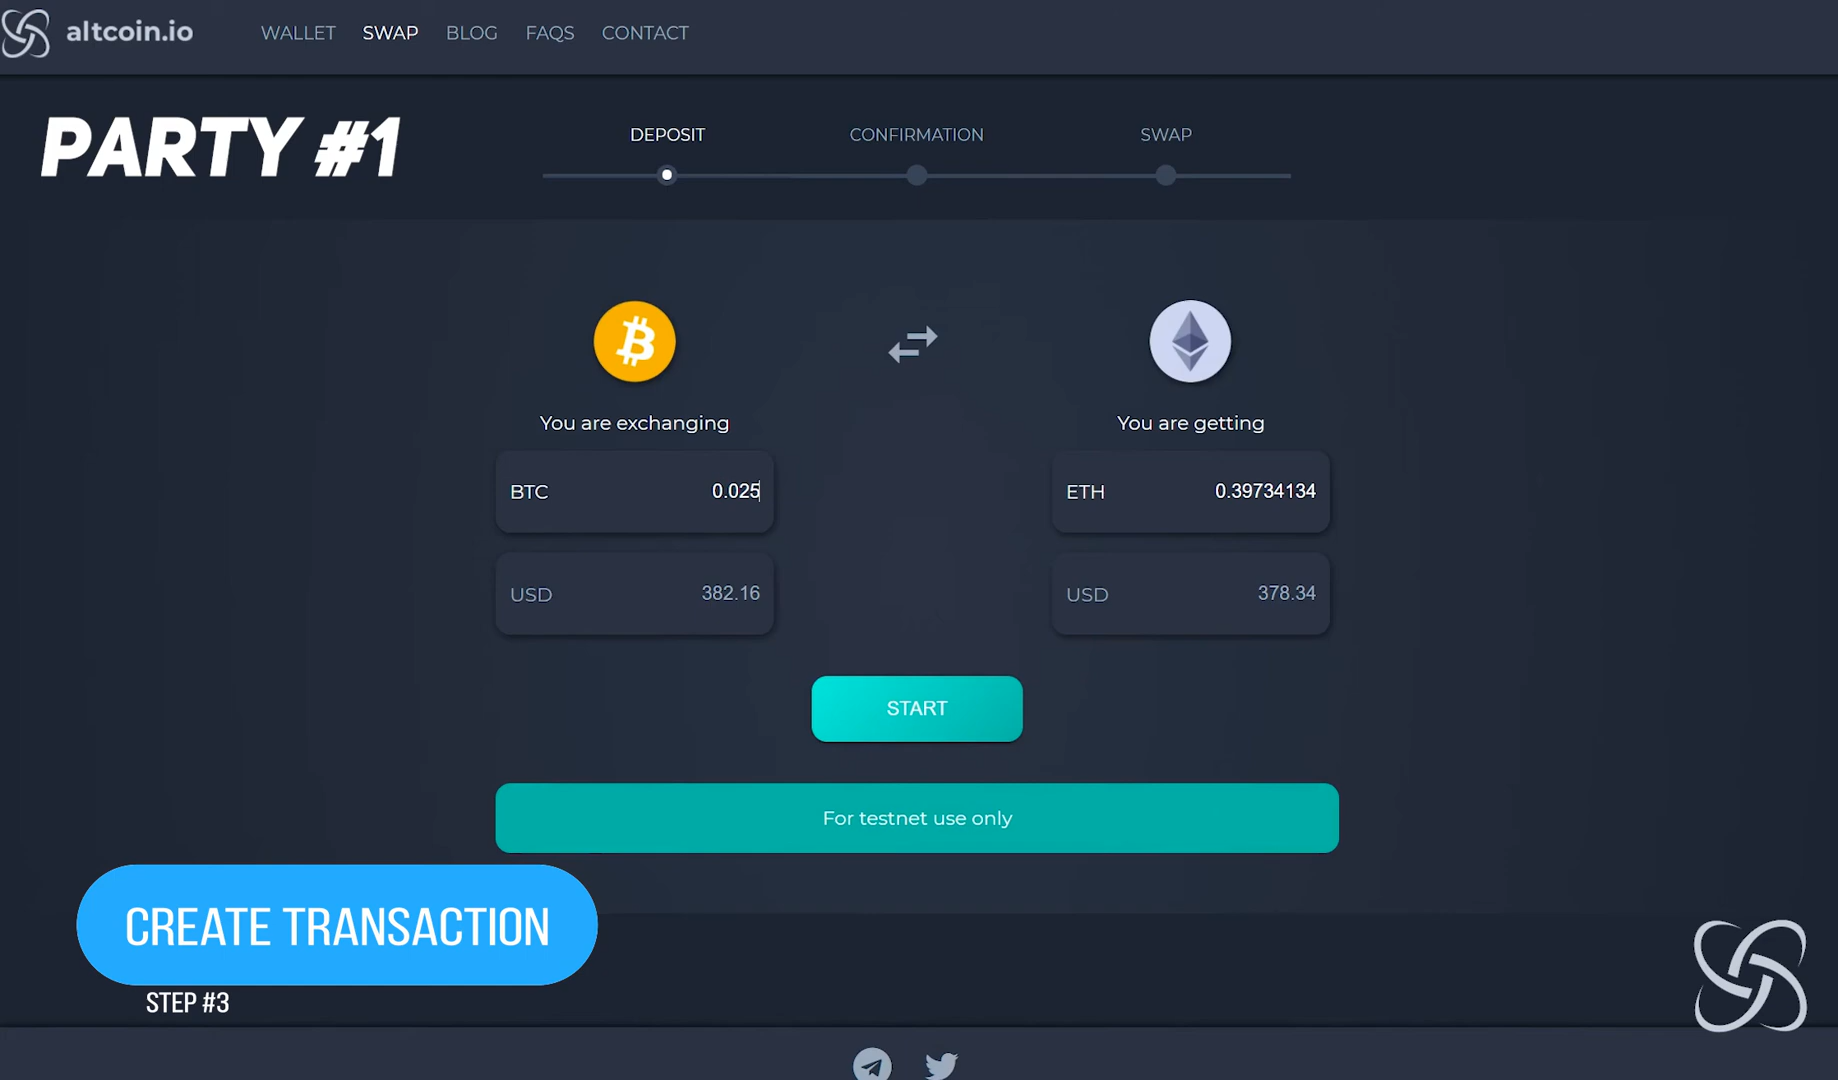 altcoin.io
WALLET SWAP BLOG FAQS CONTACT
PARTY #1
DEPOSIT CONFIRMATION SWAP
You are exchanging You are getting
BTC 0.025 ETH 0.39734134
USD 382.16 USD 378.34
START
For testnet use only
CREATE TRANSACTION
STEP #3